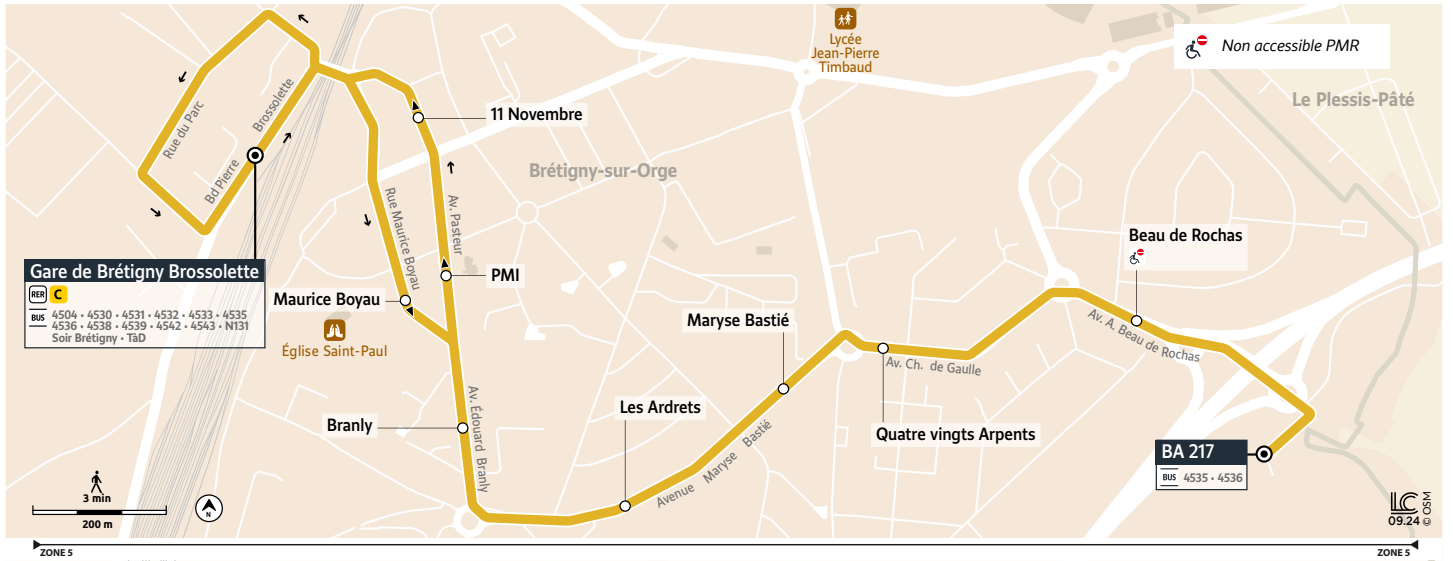 Lycée
Jean-Pierre
Timbaud
Non accessible PMR
Le Plessis-Pâté
Rue du Parc
Bd Pierre Brossolette
11 Novembre
Brétigny-sur-Orge
Av. Pasteur
Rue Maurice Boyau
Beau de Rochas
Gare de Brétigny Brossolette
RER C
BUS 4504 • 4530 • 4531 • 4532 • 4533 • 4535
4536 • 4538 • 4539 • 4542 • 4543 • N131
Soir Brétigny • TàD
PMI
Maurice Boyau
Maryse Bastié
Église Saint-Paul
Av. A. Beau de Rochas
Av. Ch. de Gaulle
Av. Édouard Branly
Branly
Les Ardrets
Quatre vingts Arpents
Avenue Maryse Bastié
BA 217
BUS 4535 • 4536
3 min
200 m
N
LC
09.24 © OSM
ZONE 5
ZONE 5